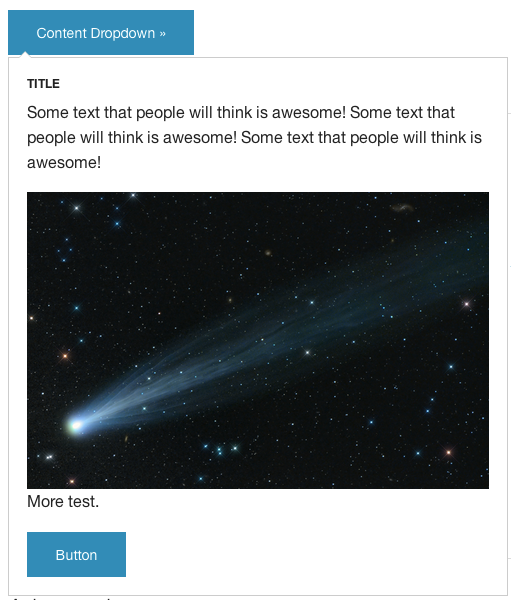 Content Dropdown »
TITLE
Some text that people will think is awesome! Some text that
people will think is awesome! Some text that people will think is
awesome!
More test.
Button